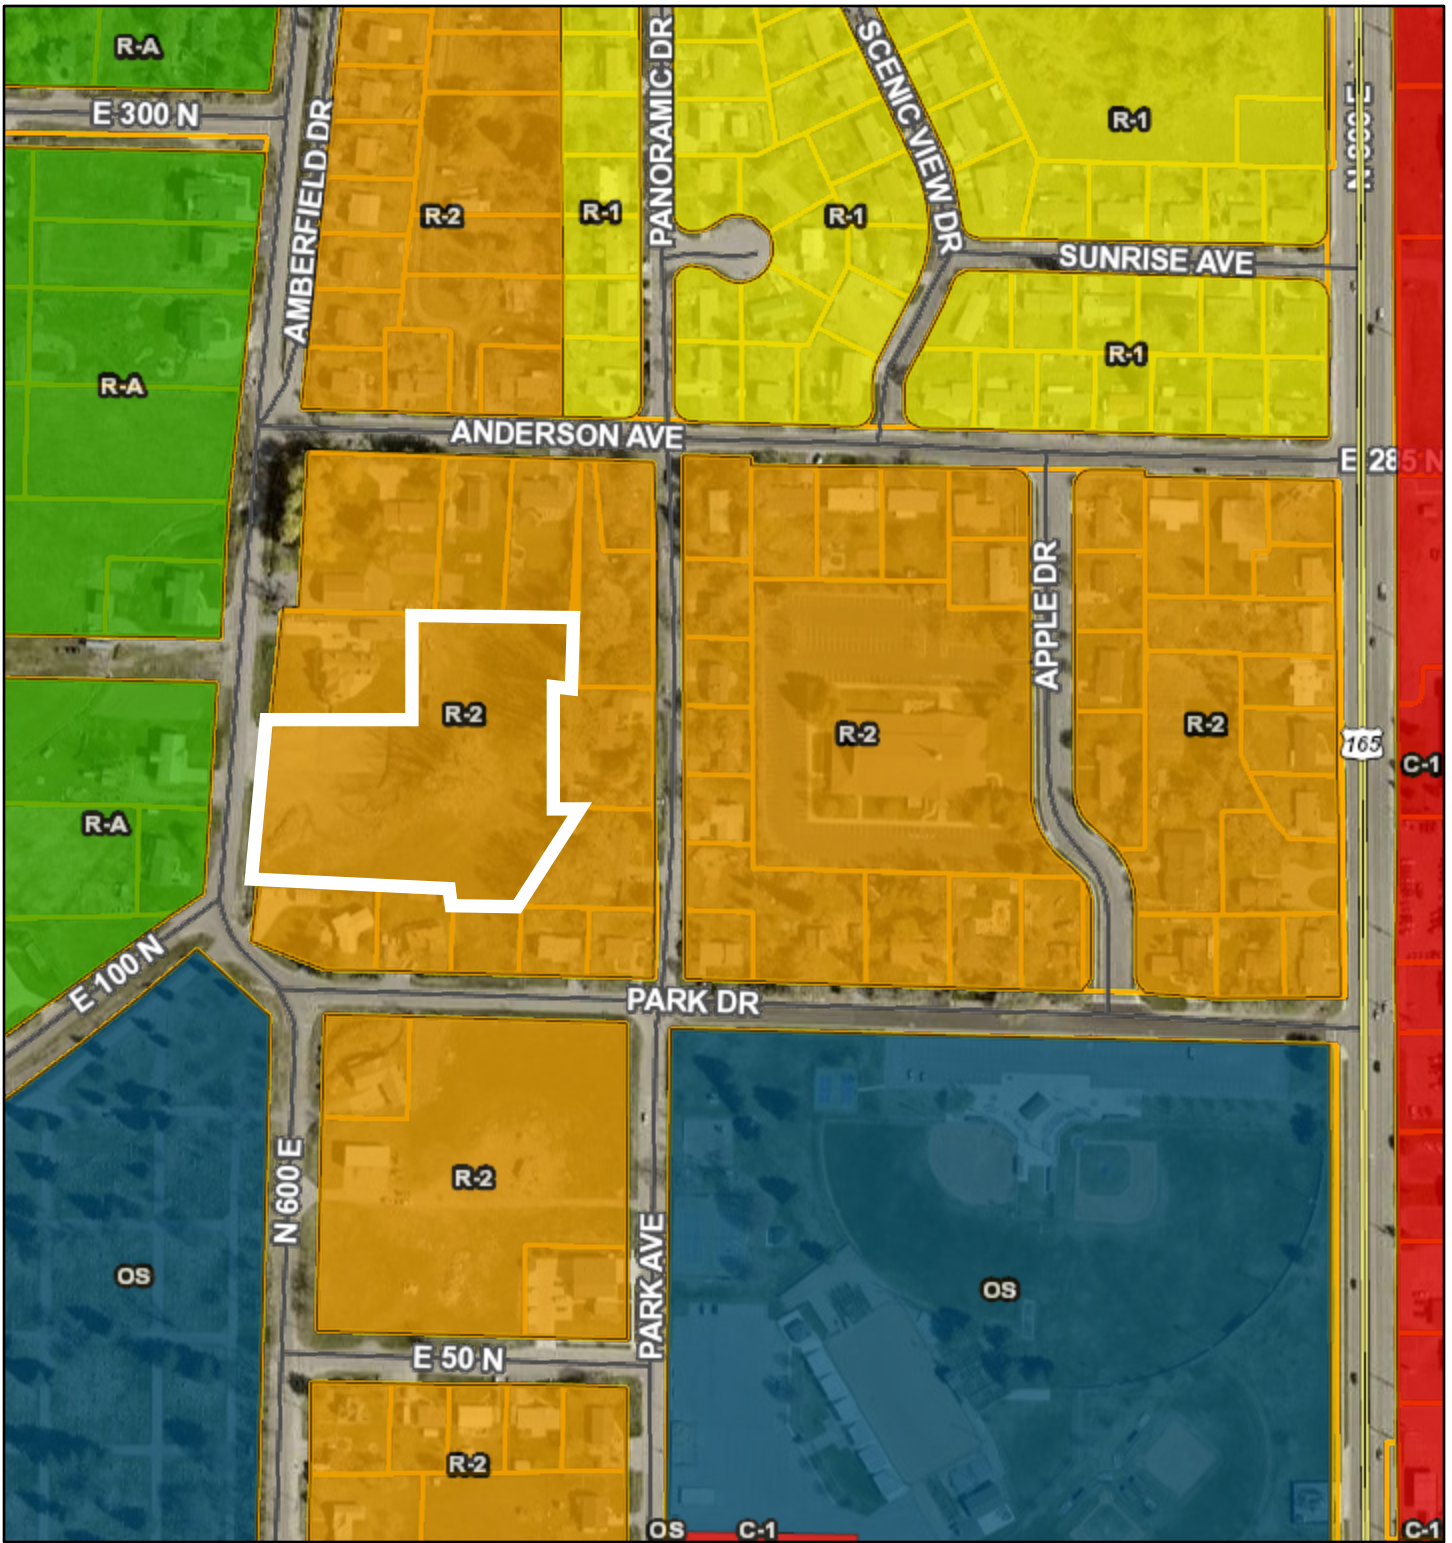 R-A
E 300 N
AMBERFIELD DR
R-2
R-1
PANORAMIC DR
SCENIC VIEW DR
R-1
R-1
SUNRISE AVE
R-1
R-A
ANDERSON AVE
E 285 N
R-2
R-2
APPLE DR
R-2
165
C-1
R-A
E 100 N
PARK DR
N 600 E
R-2
PARK AVE
OS
OS
E 50 N
R-2
OS
C-1
C-1